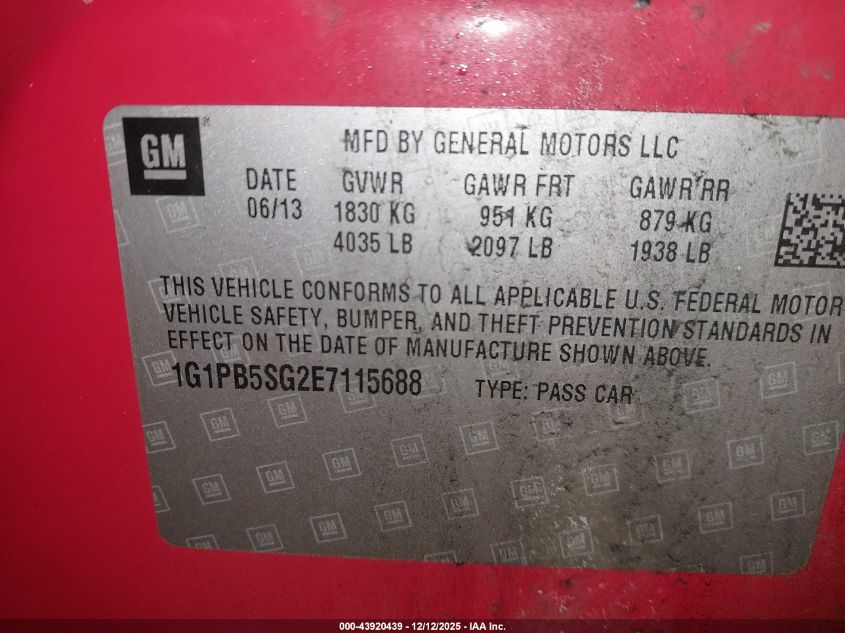 GM
MFD BY GENERAL MOTORS LLC
DATE GVWR GAWR FRT GAWR RR
06/13 1830 KG 951 KG 879 KG
4035 LB 2097 LB 1938 LB
THIS VEHICLE CONFORMS TO ALL APPLICABLE U.S. FEDERAL MOTOR
VEHICLE SAFETY, BUMPER, AND THEFT PREVENTION STANDARDS IN
EFFECT ON THE DATE OF MANUFACTURE SHOWN ABOVE.
1G1PB5SG2E7115688 TYPE: PASS CAR
000-43920439 - 12/12/2025 - IAA Inc.